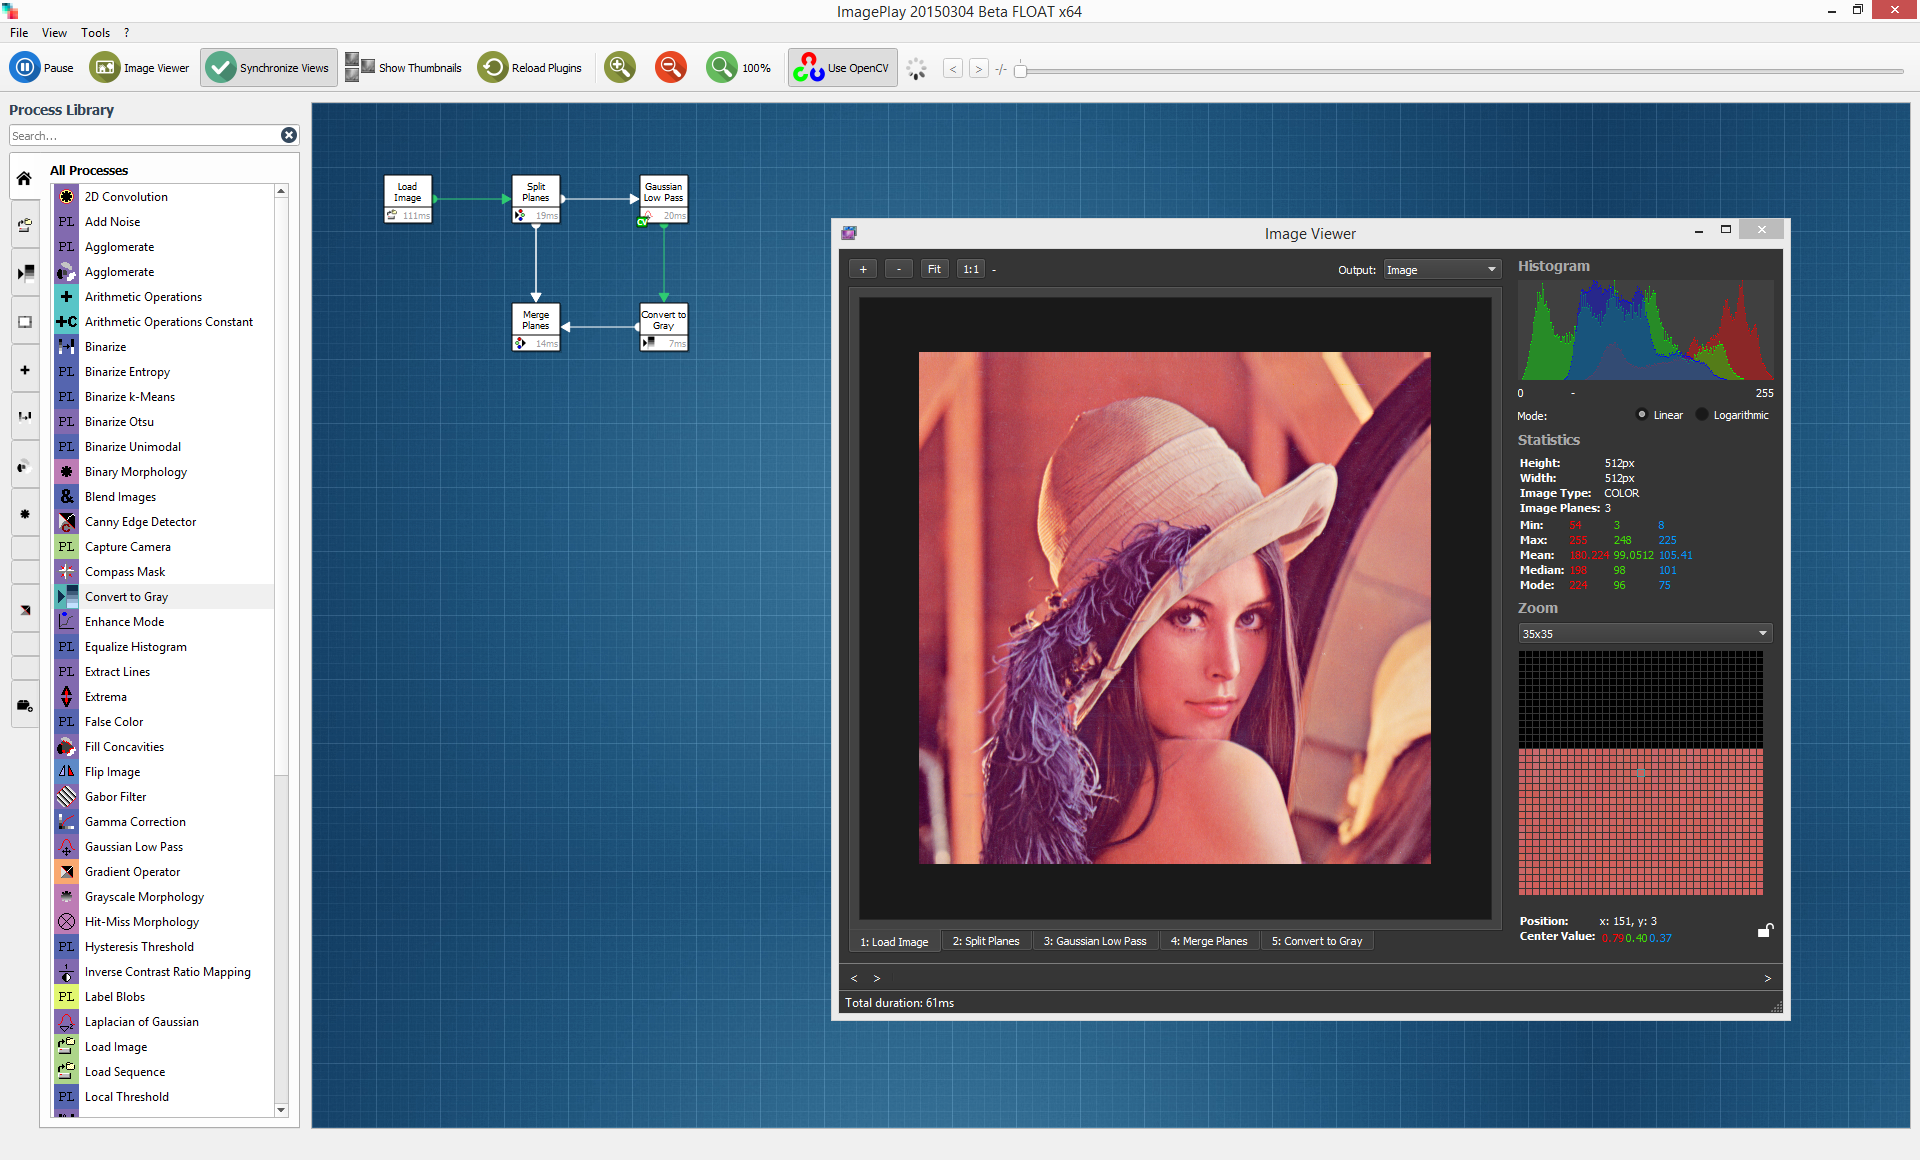 ImagePlay 20150304 Beta FLOAT x64
File View Tools ?
Pause Image Viewer Synchronize Views Show Thumbnails Reload Plugins 100% Use OpenCV < > -/-
Process Library
Search...
All Processes
2D Convolution
PL Add Noise
PL Agglomerate
Agglomerate
Arithmetic Operations
+C Arithmetic Operations Constant
Binarize
PL Binarize Entropy
PL Binarize k-Means
PL Binarize Otsu
PL Binarize Unimodal
Binary Morphology
& Blend Images
Canny Edge Detector
PL Capture Camera
Compass Mask
Convert to Gray
Enhance Mode
PL Equalize Histogram
PL Extract Lines
Extrema
PL False Color
Fill Concavities
Flip Image
Gabor Filter
Gamma Correction
Gaussian Low Pass
Gradient Operator
Grayscale Morphology
Hit-Miss Morphology
PL Hysteresis Threshold
Inverse Contrast Ratio Mapping
PL Label Blobs
Laplacian of Gaussian
Load Image
Load Sequence
PL Local Threshold
Load
Image
111ms
Split
Planes
19ms
Gaussian
Low Pass
CV 20ms
Merge
Planes
14ms
Convert to
Gray
7ms
Image Viewer
+ - Fit 1:1 -
Output: Image
1: Load Image 2: Split Planes 3: Gaussian Low Pass 4: Merge Planes 5: Convert to Gray
< > >
Total duration: 61ms
Histogram
0 - 255
Mode: Linear Logarithmic
Statistics
Height: 512px
Width: 512px
Image Type: COLOR
Image Planes: 3
Min: 54 3 8
Max: 255 248 225
Mean: 180.224 99.0512 105.41
Median: 198 98 101
Mode: 224 96 75
Zoom
35x35
Position: x: 151, y: 3
Center Value: 0.79 0.40 0.37